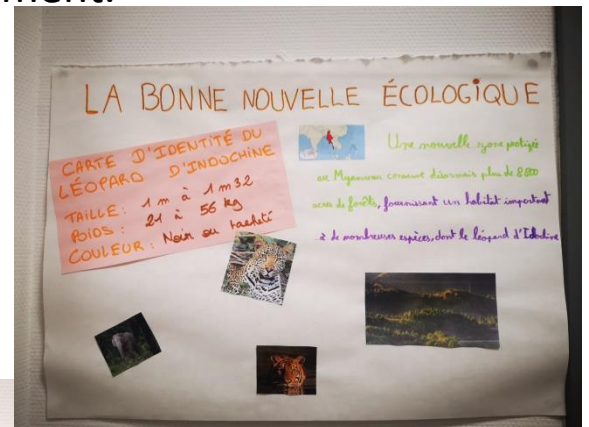 ment.
LA BONNE NOUVELLE ÉCOLOGIQUE
CARTE D'IDENTITÉ DU
LÉOPARD D'INDOCHINE
TAILLE : 1 m à 1 m 32
POIDS : 21 à 56 kg
COULEUR : Noir ou tacheté
Une nouvelle zone protégée
au Myanmar conserve désormais plus de 8 800
acres de forêts, fournissant un habitat important
à de nombreuses espèces, dont le léopard d'Indochine